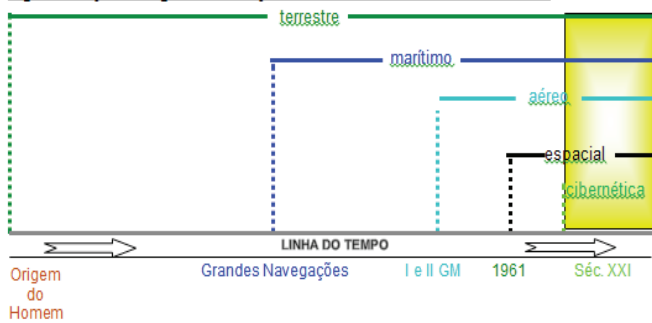 terrestre
marítimo
aéreo
espacial
cibernética
LINHA DO TEMPO
Origem
do
Homem
Grandes Navegações
I e II GM
1961
Séc. XXI